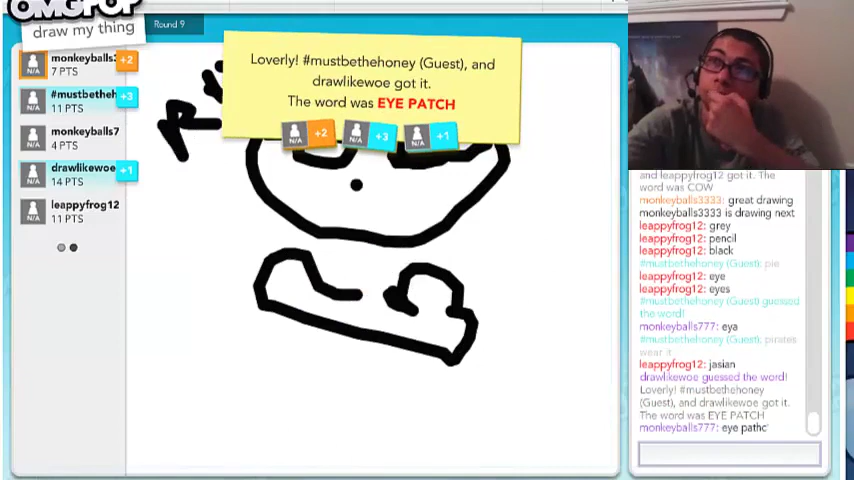 OMGPOP
draw my thing
Round 9
monkeyballs:
+2
7 PTS
N/A
#mustbetheh
+3
11 PTS
N/A
monkeyballs7
4 PTS
N/A
drawlikewoe
+1
14 PTS
N/A
leappyfrog12
11 PTS
N/A
Loverly! #mustbethehoney (Guest), and
drawlikewoe got it.
The word was EYE PATCH
N/A +2 N/A +3 N/A +1
and leappyfrog12 got it. The
word was COW
monkeyballs3333: great drawing
monkeyballs3333 is drawing next
leappyfrog12: grey
leappyfrog12: pencil
leappyfrog12: black
#mustbethehoney (Guest): pie
leappyfrog12: eye
leappyfrog12: eyes
#mustbethehoney (Guest) guessed
the word!
monkeyballs777: eya
#mustbethehoney (Guest): pirates
wear it
leappyfrog12: jasian
drawlikewoe guessed the word!
Loverly! #mustbethehoney
(Guest), and drawlikewoe got it.
The word was EYE PATCH
monkeyballs777: eye pathc'